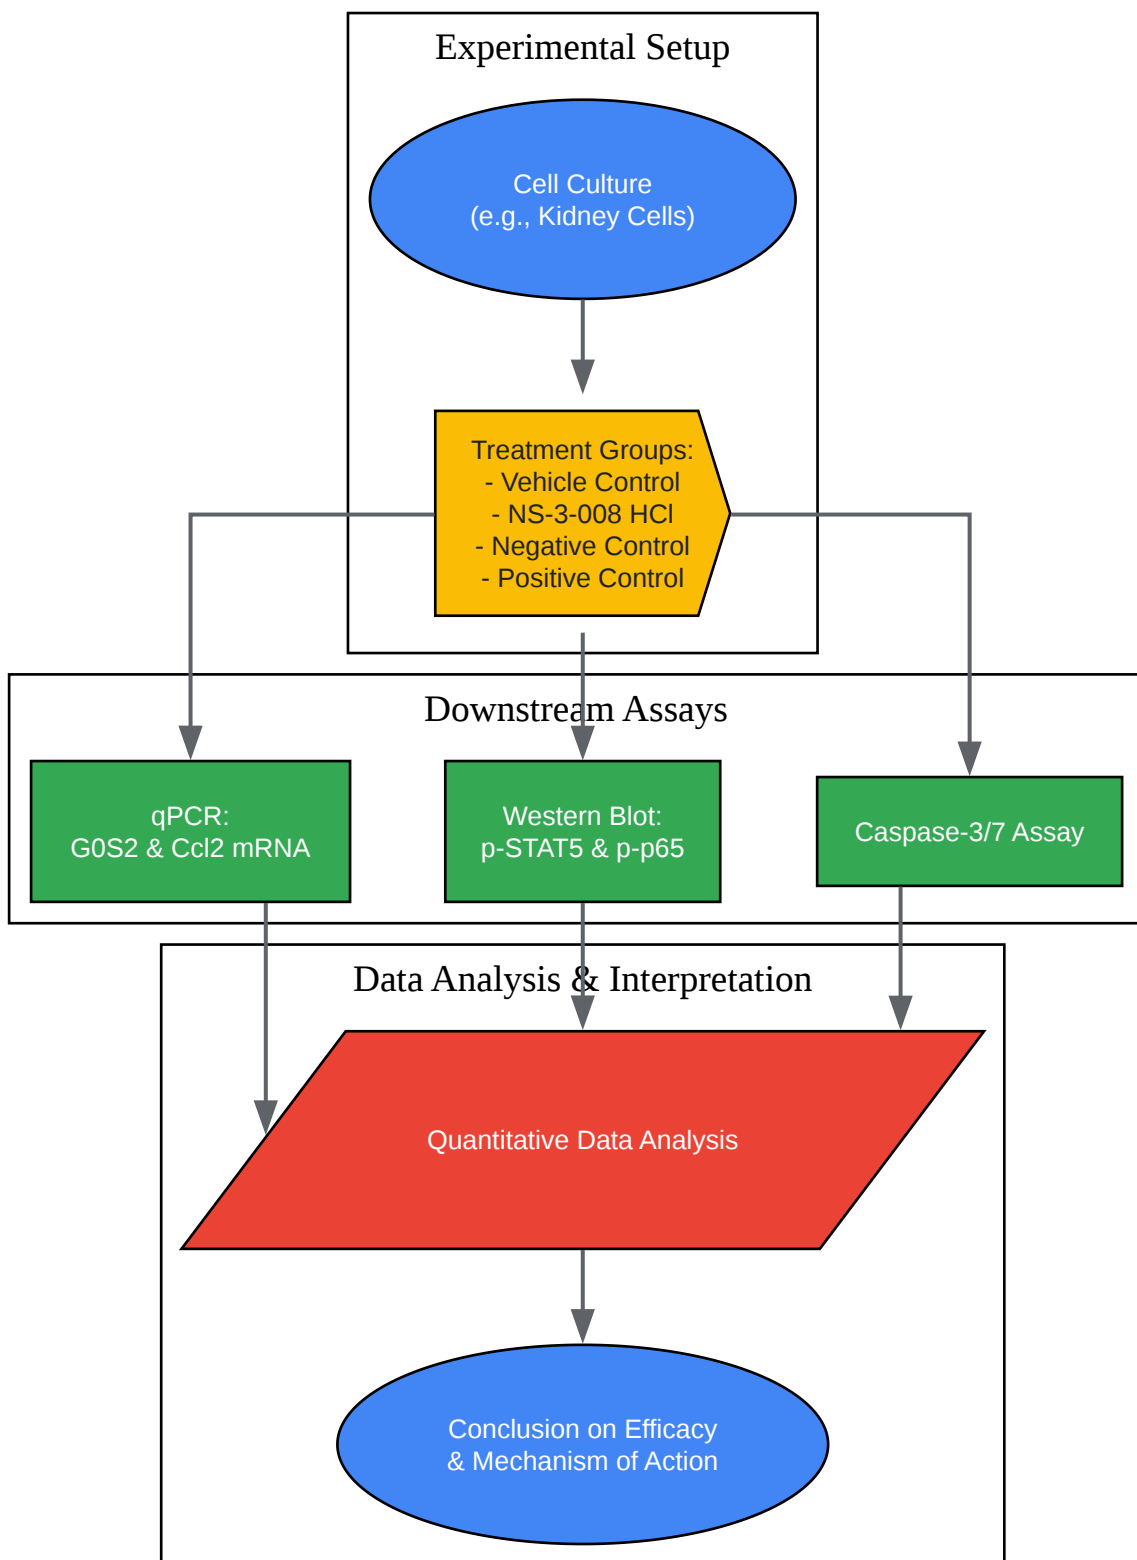 Experimental Setup
Cell Culture
(e.g., Kidney Cells)
Treatment Groups:
- Vehicle Control
- NS-3-008 HCl
- Negative Control
- Positive Control
Downstream Assays
qPCR:
G0S2 & Ccl2 mRNA
Western Blot:
p-STAT5 & p-p65
Caspase-3/7 Assay
Data Analysis & Interpretation
Quantitative Data Analysis
Conclusion on Efficacy
& Mechanism of Action